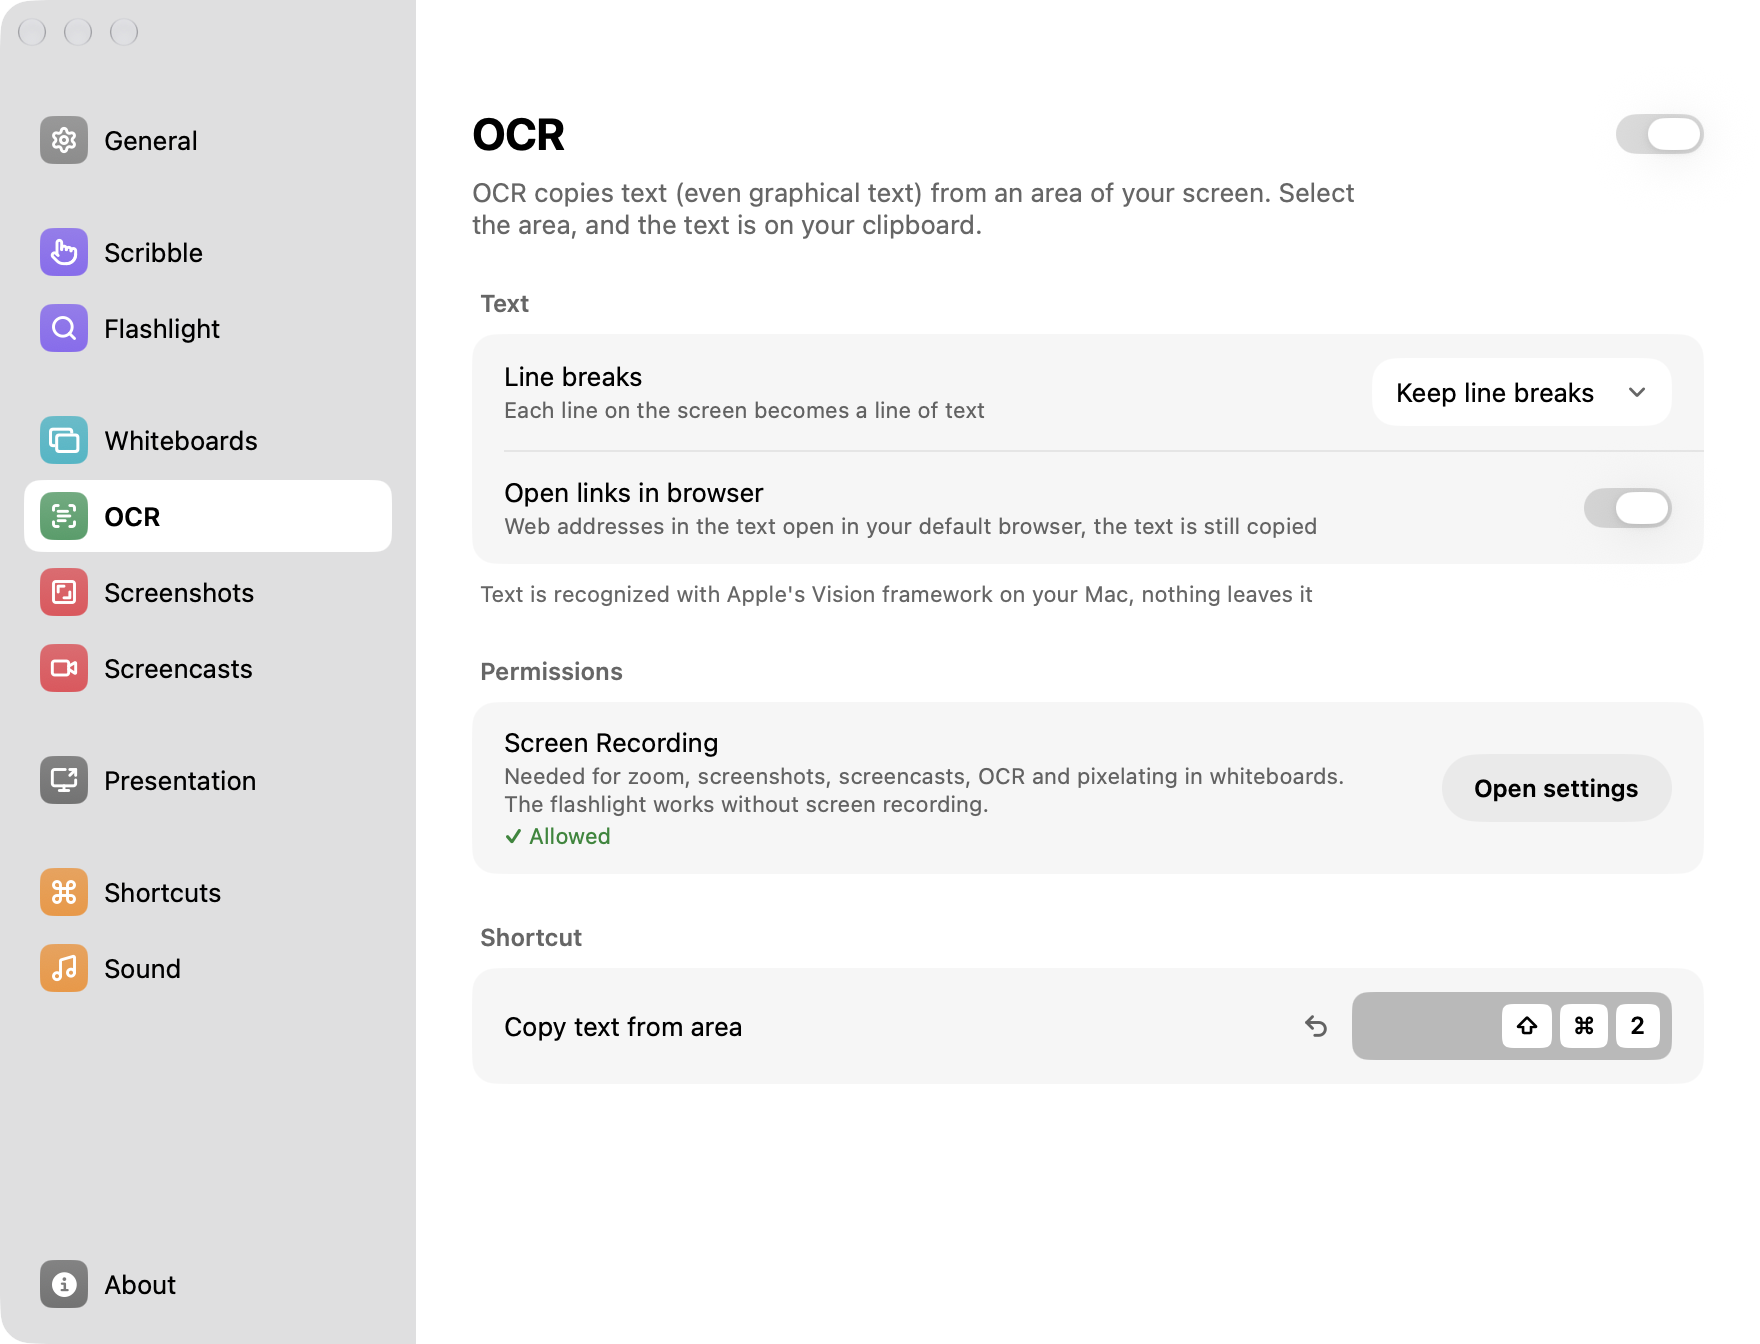 General
Scribble
Flashlight
Whiteboards
OCR
Screenshots
Screencasts
Presentation
Shortcuts
Sound
About
OCR
OCR copies text (even graphical text) from an area of your screen. Select
the area, and the text is on your clipboard.
Text
Line breaks
Each line on the screen becomes a line of text
Keep line breaks
Open links in browser
Web addresses in the text open in your default browser, the text is still copied
Text is recognized with Apple's Vision framework on your Mac, nothing leaves it
Permissions
Screen Recording
Needed for zoom, screenshots, screencasts, OCR and pixelating in whiteboards.
The flashlight works without screen recording.
✓ Allowed
Open settings
Shortcut
Copy text from area
⇧ ⌘ 2